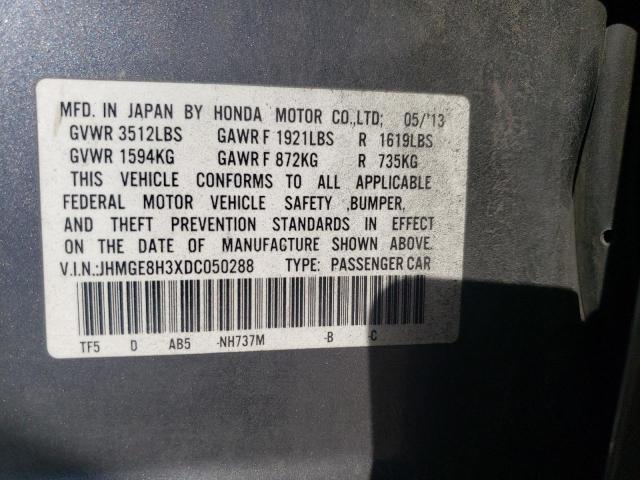 MFD. IN JAPAN BY HONDA MOTOR CO.,LTD; 05/'13
GVWR 3512LBS GAWR F 1921LBS R 1619LBS
GVWR 1594KG GAWR F 872KG R 735KG
THIS VEHICLE CONFORMS TO ALL APPLICABLE
FEDERAL MOTOR VEHICLE SAFETY ,BUMPER,
AND THEFT PREVENTION STANDARDS IN EFFECT
ON THE DATE OF MANUFACTURE SHOWN ABOVE.
V.I.N.:JHMGE8H3XDC050288 TYPE: PASSENGER CAR
TF5 D AB5 -NH737M -B -C